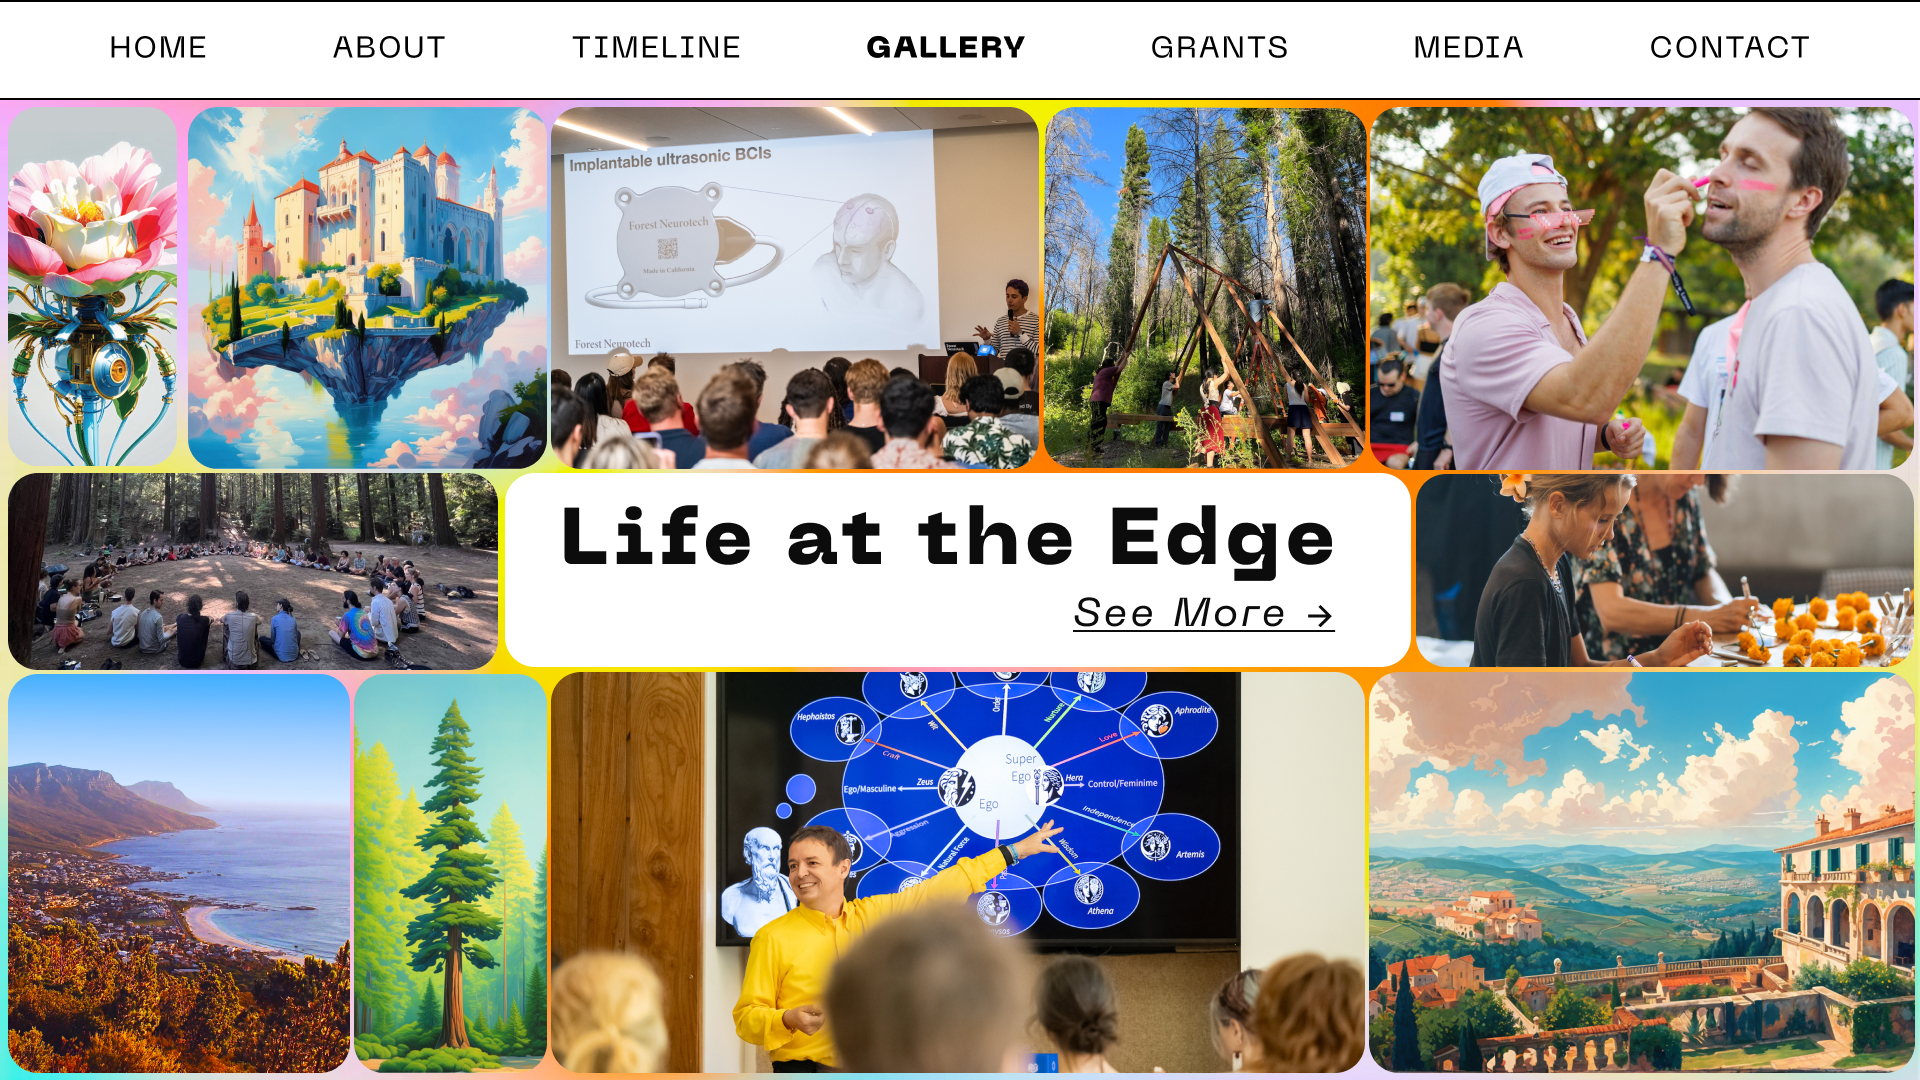 HOME ABOUT TIMELINE GALLERY GRANTS MEDIA CONTACT
Implantable ultrasonic BCIs
Forest Neurotech
Made in California
Forest Neurotech
Life at the Edge
See More →
Hephaistos
Craft
Wit
Order
Nurture
Love
Aphrodite
Super
Ego
Zeus
Hera
Ego/Masculine
Control/Feminime
Ego
Aggression
Natural Force
Wisdom
Independence
Artemis
Athena